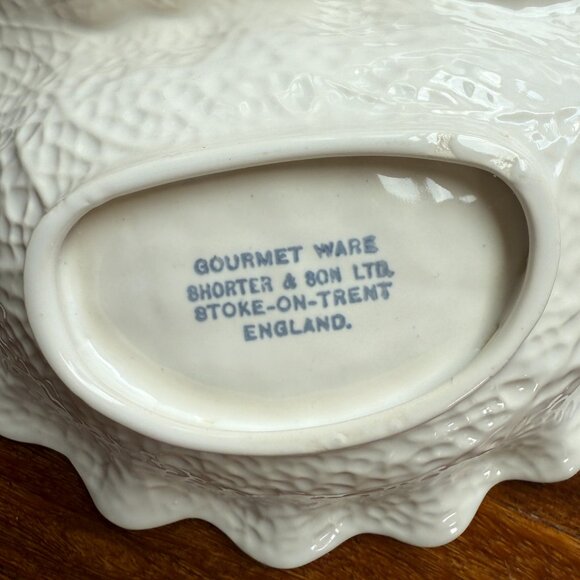 GOURMET WARE
SHORTER & SON LTD.
STOKE-ON-TRENT
ENGLAND.